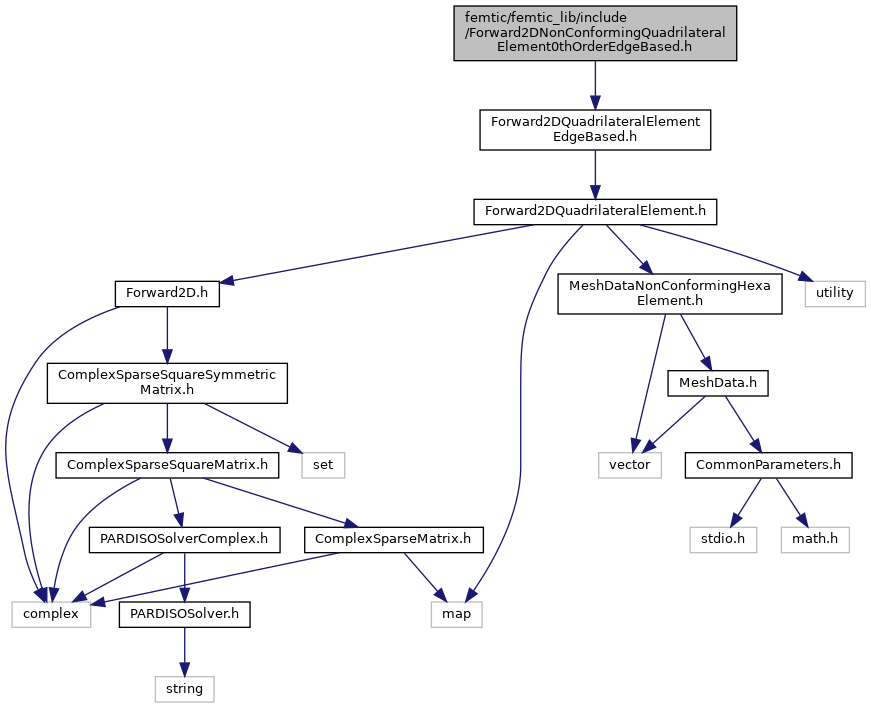 femtic/femtic_lib/include
/Forward2DNonConformingQuadrilateral
Element0thOrderEdgeBased.h
Forward2DQuadrilateralElement
EdgeBased.h
Forward2DQuadrilateralElement.h
Forward2D.h
MeshDataNonConformingHexa
Element.h
utility
ComplexSparseSquareSymmetric
Matrix.h
MeshData.h
ComplexSparseSquareMatrix.h
set
vector
CommonParameters.h
PARDISOSolverComplex.h
ComplexSparseMatrix.h
stdio.h
math.h
complex
PARDISOSolver.h
map
string